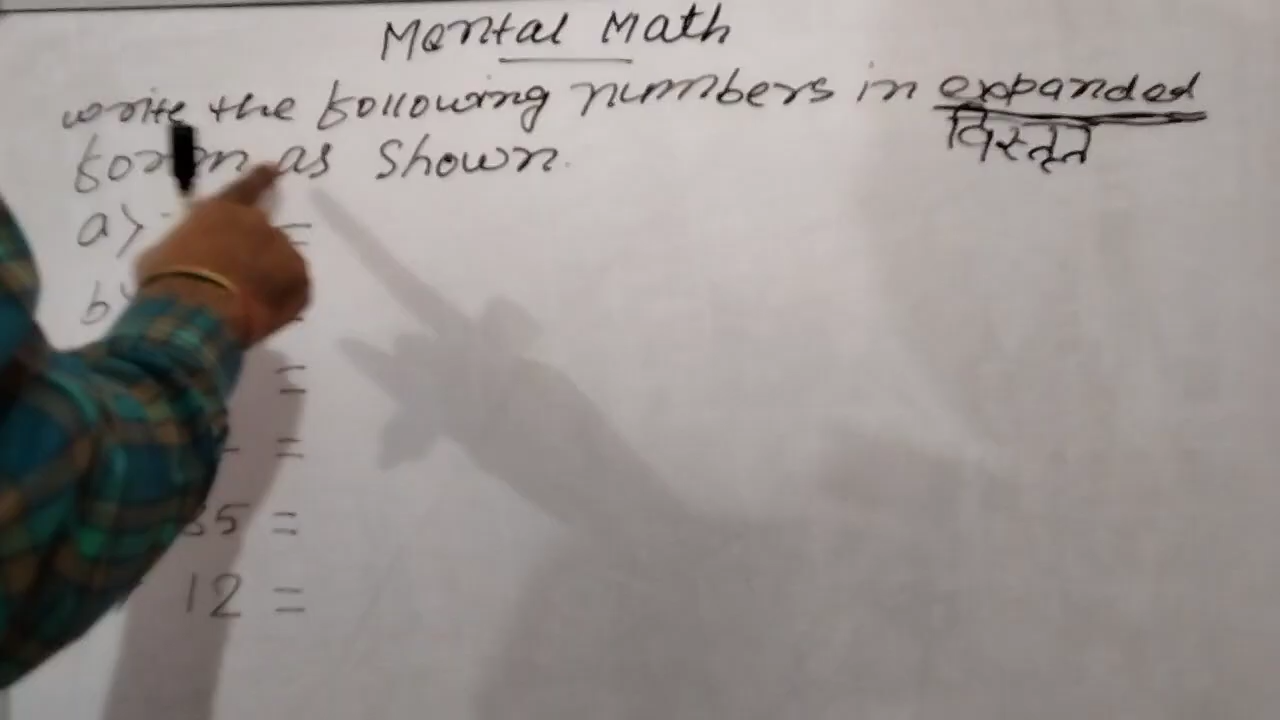 Mental Math
write the following numbers in expanded
विस्तृत
form as shown.
a) =
b)
=
=
35 =
12 =